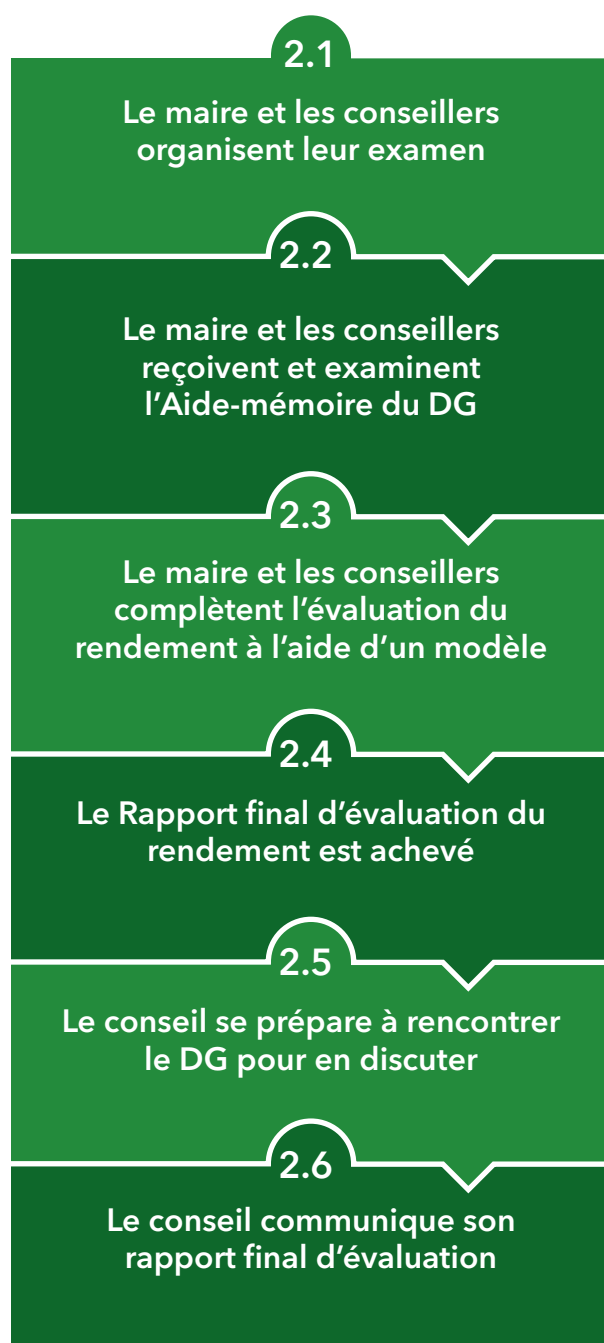 2.1
Le maire et les conseillers
organisent leur examen
2.2
Le maire et les conseillers
reçoivent et examinent
l’Aide-mémoire du DG
2.3
Le maire et les conseillers
complètent l’évaluation du
rendement à l’aide d’un modèle
2.4
Le Rapport final d’évaluation du
rendement est achevé
2.5
Le conseil se prépare à rencontrer
le DG pour en discuter
2.6
Le conseil communique son
rapport final d’évaluation